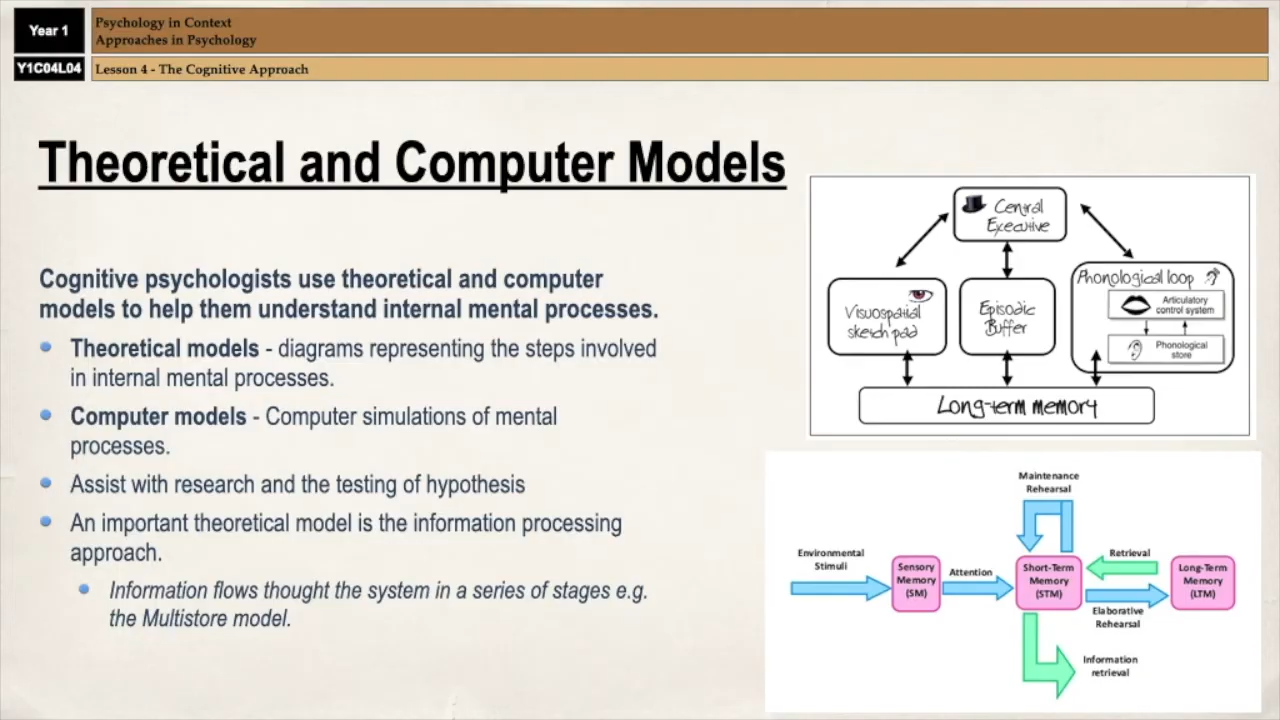 Year 1
Psychology in Context
Approaches in Psychology
Y1C04L04
Lesson 4 - The Cognitive Approach
Theoretical and Computer Models
Cognitive psychologists use theoretical and computer
models to help them understand internal mental processes.
Theoretical models - diagrams representing the steps involved
in internal mental processes.
Computer models - Computer simulations of mental
processes.
Assist with research and the testing of hypothesis
An important theoretical model is the information processing
approach.
Information flows thought the system in a series of stages e.g.
the Multistore model.
Central
Executive
Visuospatial
sketch pad
Episodic
Buffer
Phonological loop
Articulatory
control system
Phonological
store
Long-term memory
Maintenance
Rehearsal
Environmental
Stimuli
Sensory
Memory
(SM)
Attention
Short-Term
Memory
(STM)
Retrieval
Elaborative
Rehearsal
Long-Term
Memory
(LTM)
Information
retrieval